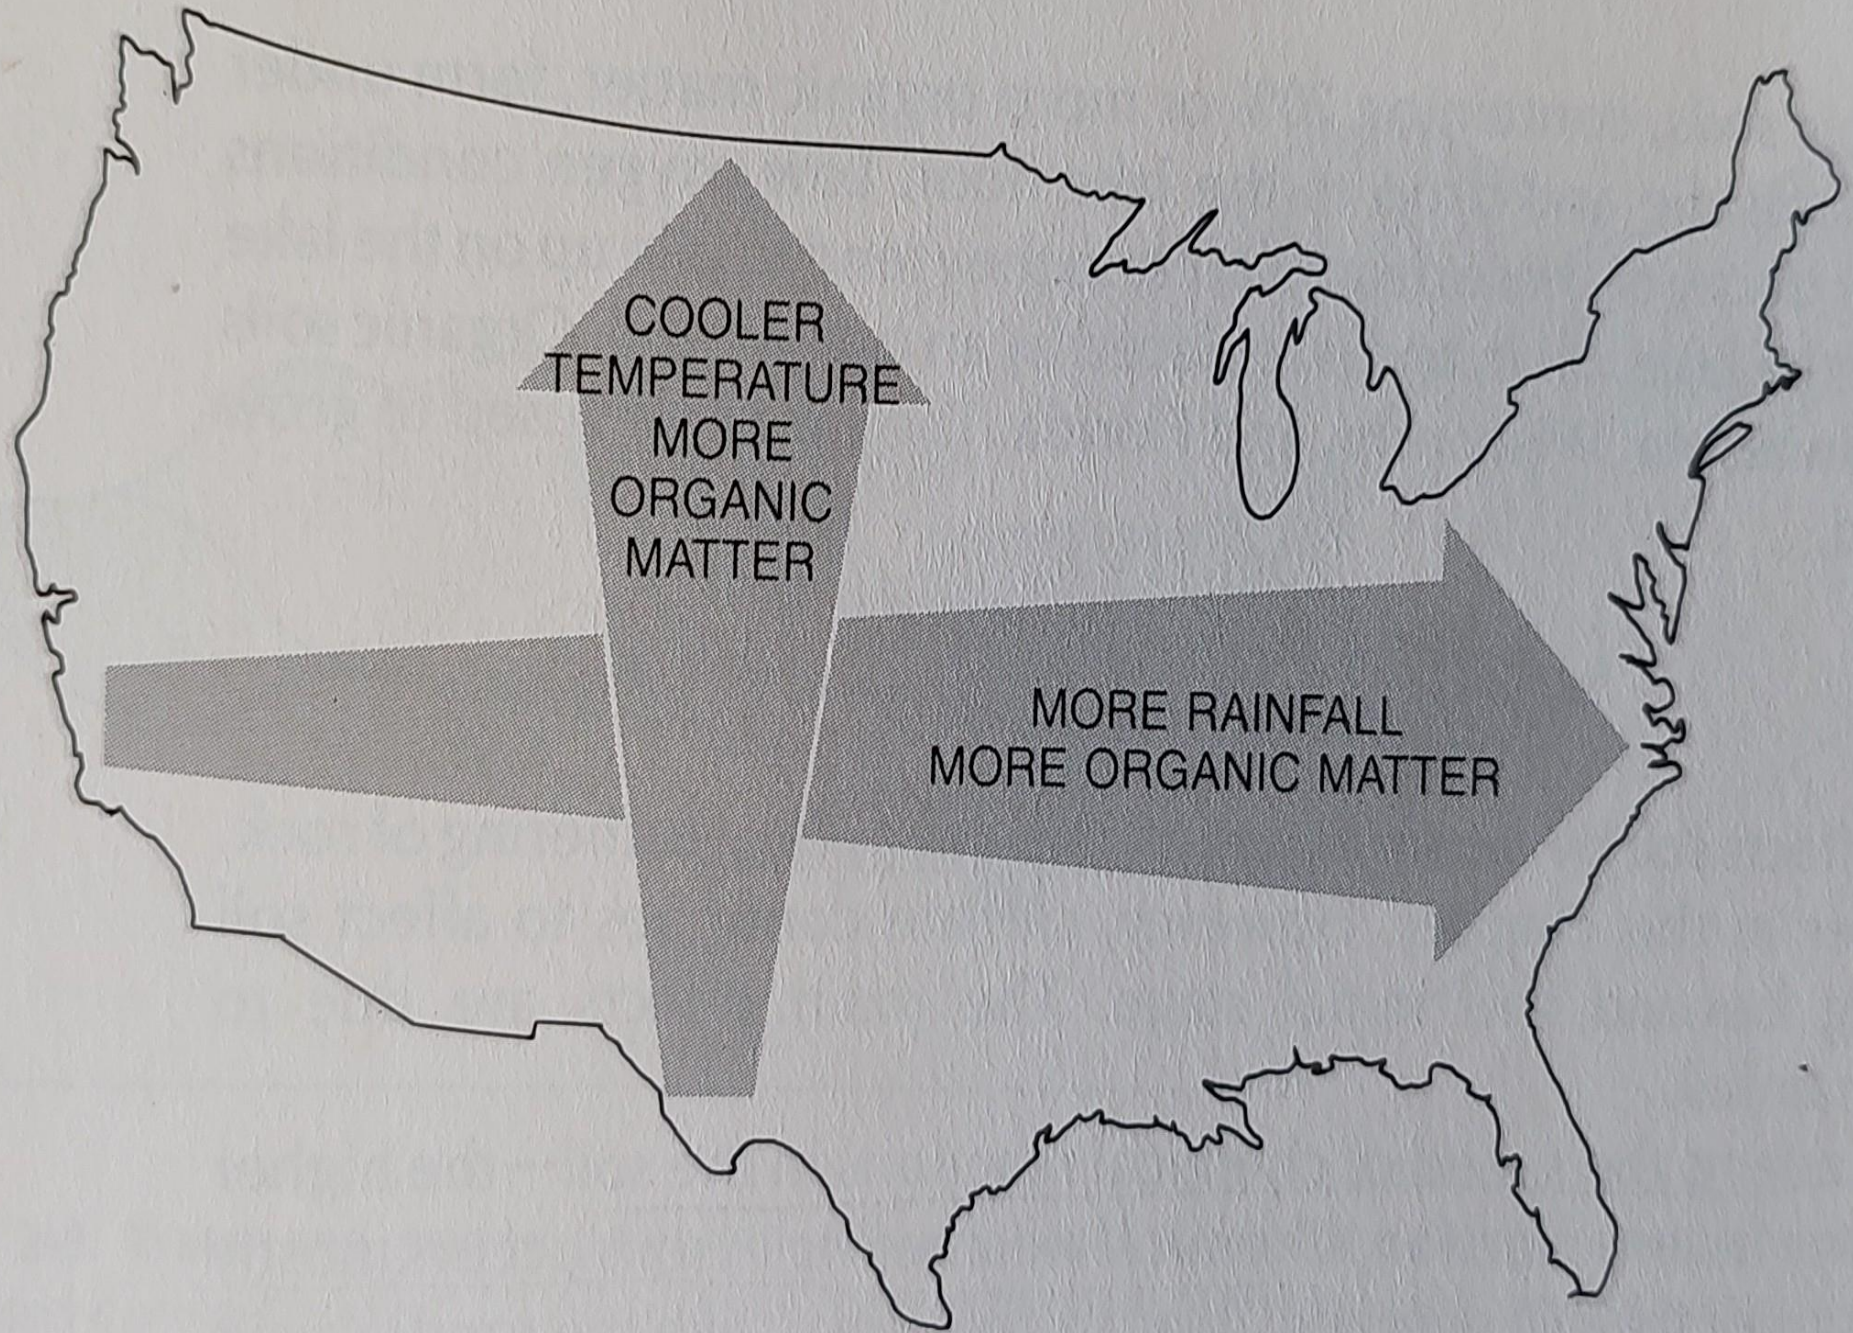 COOLER
TEMPERATURE
MORE
ORGANIC
MATTER
MORE RAINFALL
MORE ORGANIC MATTER